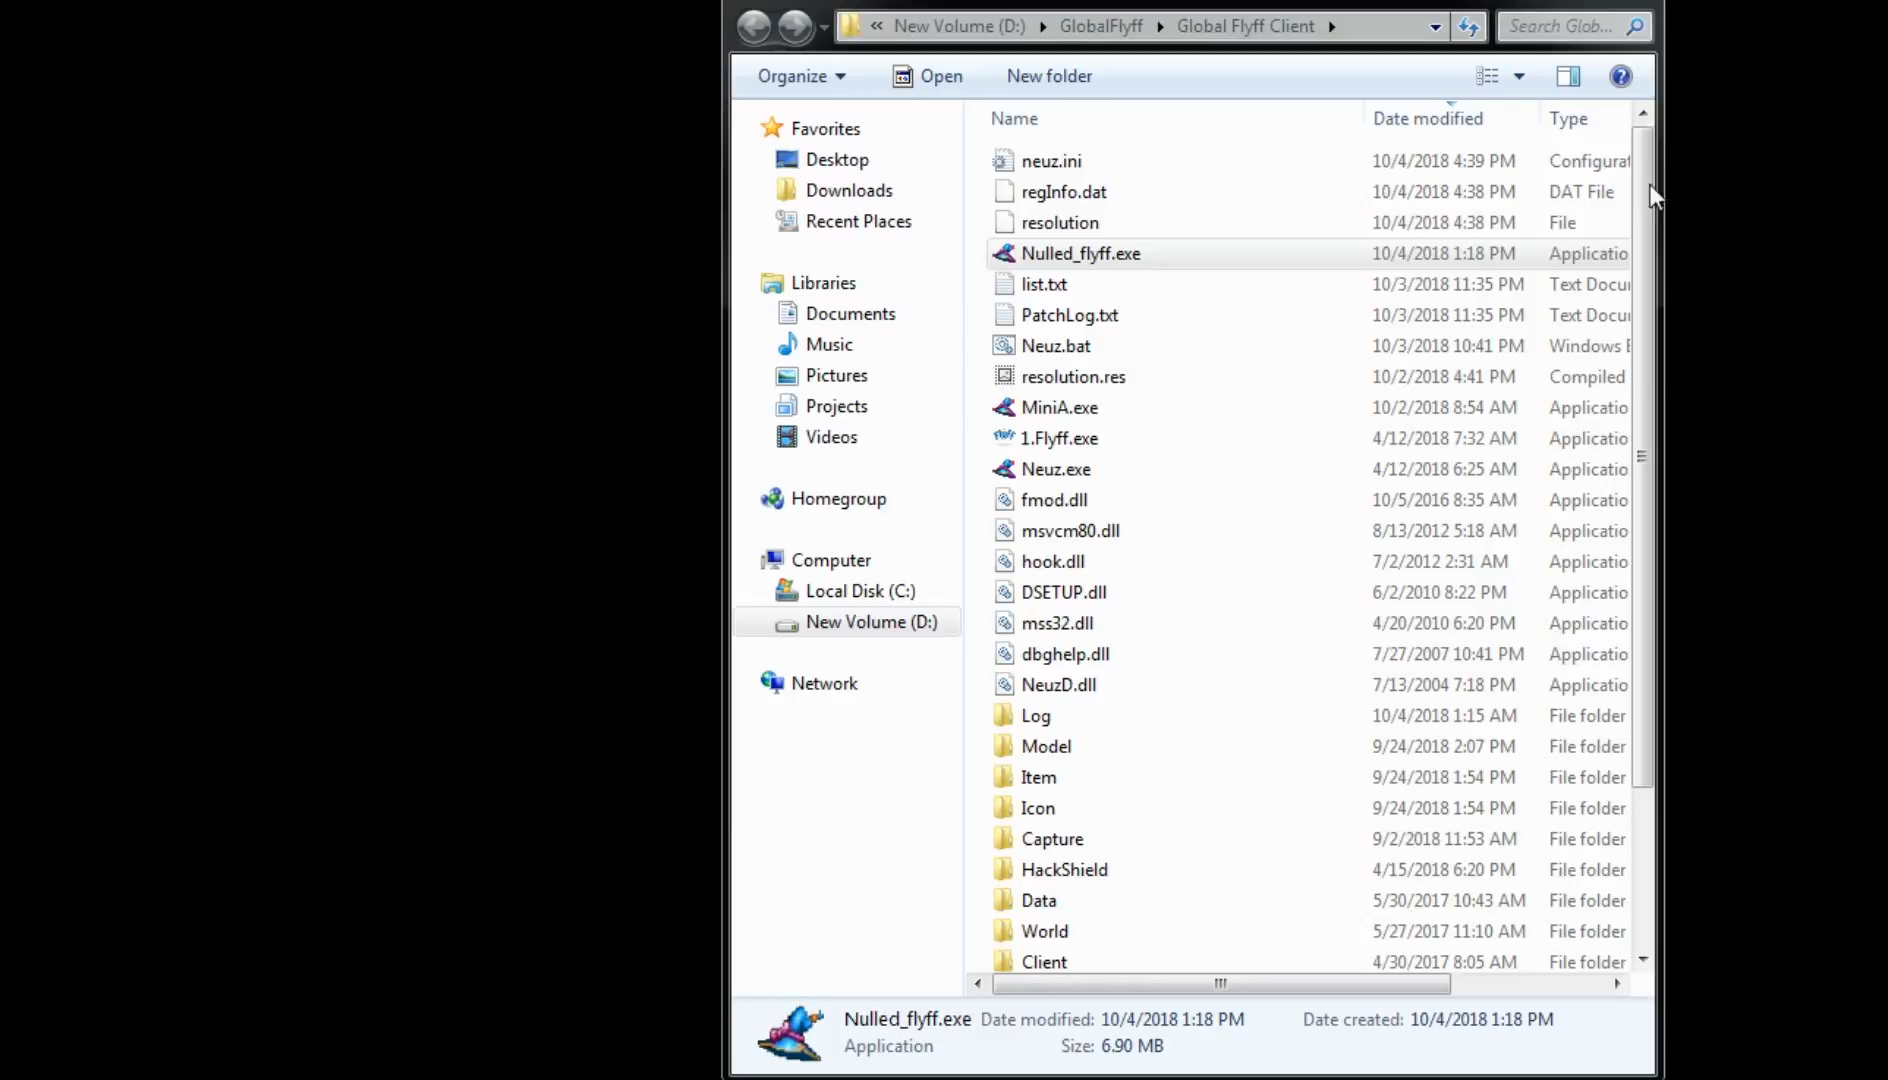 « New Volume (D:) GlobalFlyff Global Flyff Client
Search Glob...
Organize Open New folder
Favorites
Desktop
Downloads
Recent Places
Libraries
Documents
Music
Pictures
Projects
Videos
Homegroup
Computer
Local Disk (C:)
New Volume (D:)
Network
Name Date modified Type
neuz.ini 10/4/2018 4:39 PM Configurat
regInfo.dat 10/4/2018 4:38 PM DAT File
resolution 10/4/2018 4:38 PM File
Nulled_flyff.exe 10/4/2018 1:18 PM Applicatio
list.txt 10/3/2018 11:35 PM Text Docu
PatchLog.txt 10/3/2018 11:35 PM Text Docu
Neuz.bat 10/3/2018 10:41 PM Windows
resolution.res 10/2/2018 4:41 PM Compiled
MiniA.exe 10/2/2018 8:54 AM Applicatio
1.Flyff.exe 4/12/2018 7:32 AM Applicatio
Neuz.exe 4/12/2018 6:25 AM Applicatio
fmod.dll 10/5/2016 8:35 AM Applicatio
msvcm80.dll 8/13/2012 5:18 AM Applicatio
hook.dll 7/2/2012 2:31 AM Applicatio
DSETUP.dll 6/2/2010 8:22 PM Applicatio
mss32.dll 4/20/2010 6:20 PM Applicatio
dbghelp.dll 7/27/2007 10:41 PM Applicatio
NeuzD.dll 7/13/2004 7:18 PM Applicatio
Log 10/4/2018 1:15 AM File folder
Model 9/24/2018 2:07 PM File folder
Item 9/24/2018 1:54 PM File folder
Icon 9/24/2018 1:54 PM File folder
Capture 9/2/2018 11:53 AM File folder
HackShield 4/15/2018 6:20 PM File folder
Data 5/30/2017 10:43 AM File folder
World 5/27/2017 11:10 AM File folder
Client 4/30/2017 8:05 AM File folder
Nulled_flyff.exe Date modified: 10/4/2018 1:18 PM Date created: 10/4/2018 1:18 PM
Application Size: 6.90 MB